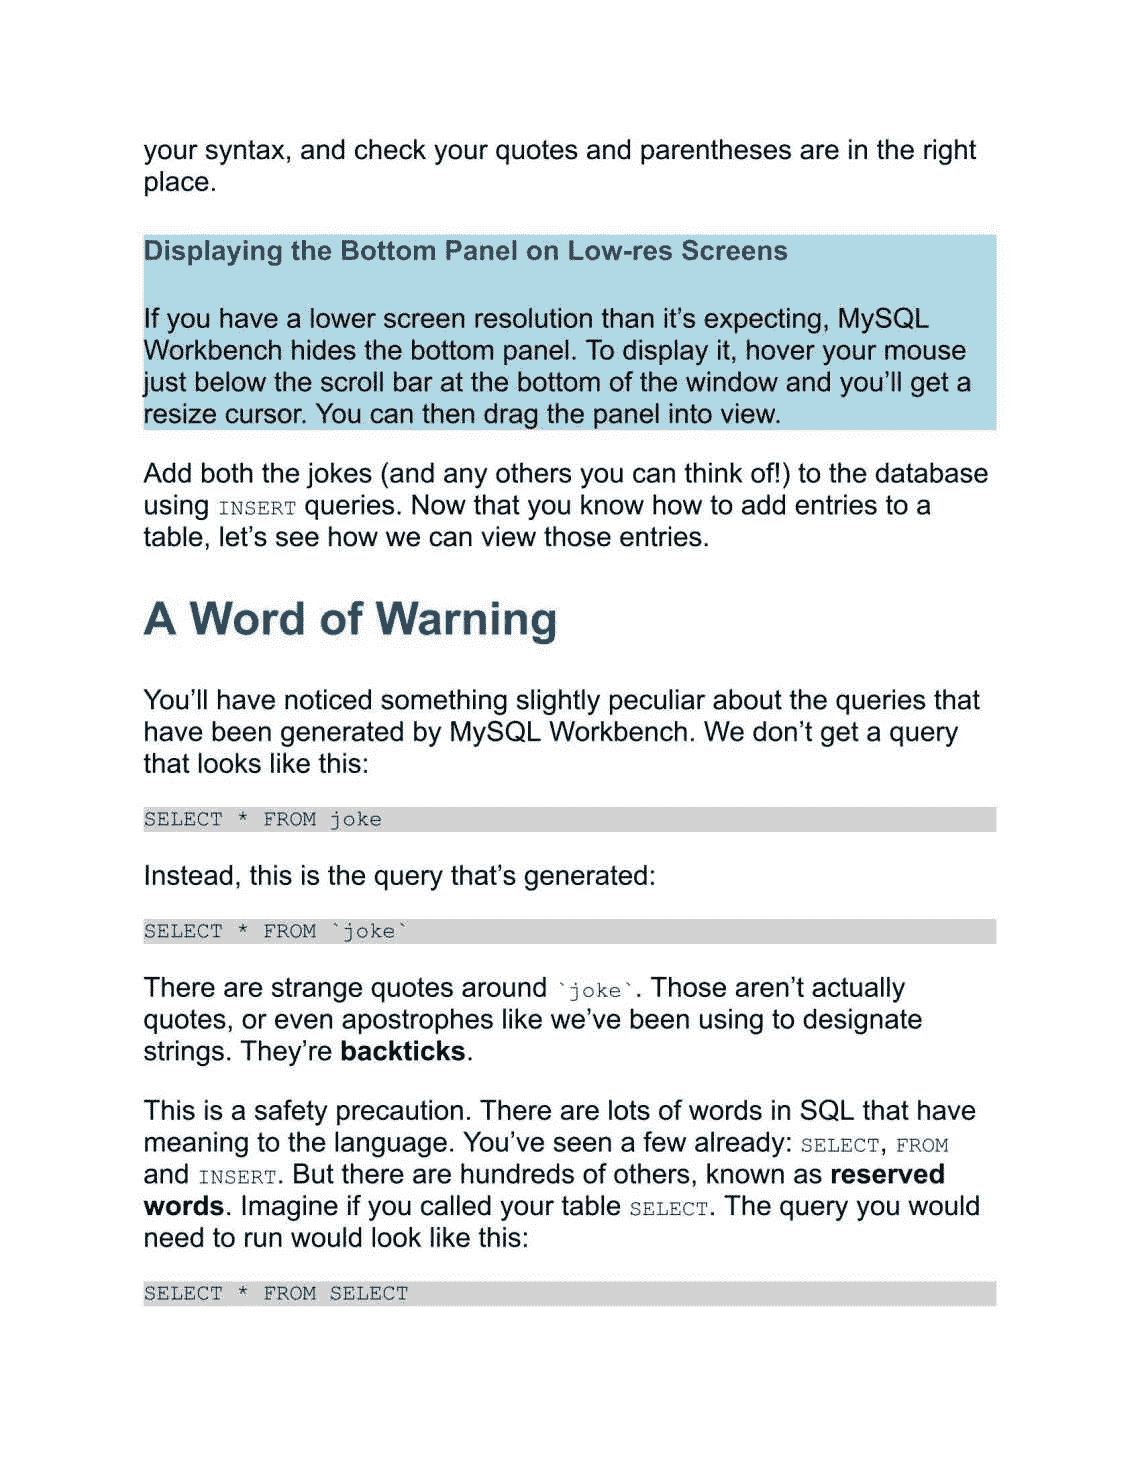 your syntax, and check your quotes and parentheses are in the right
place.
Displaying the Bottom Panel on Low-res Screens
If you have a lower screen resolution than it’s expecting, MySQL
Workbench hides the bottom panel. To display it, hover your mouse
just below the scroll bar at the bottom of the window and you’ll get a
resize cursor. You can then drag the panel into view.
Add both the jokes (and any others you can think of!) to the database
using INSERT queries. Now that you know how to add entries to a
table, let’s see how we can view those entries.
A Word of Warning
You’ll have noticed something slightly peculiar about the queries that
have been generated by MySQL Workbench. We don’t get a query
that looks like this:
SELECT * FROM joke
Instead, this is the query that’s generated:
SELECT * FROM `joke`
There are strange quotes around `joke`. Those aren’t actually
quotes, or even apostrophes like we’ve been using to designate
strings. They’re backticks.
This is a safety precaution. There are lots of words in SQL that have
meaning to the language. You’ve seen a few already: SELECT, FROM
and INSERT. But there are hundreds of others, known as reserved
words. Imagine if you called your table SELECT. The query you would
need to run would look like this:
SELECT * FROM SELECT